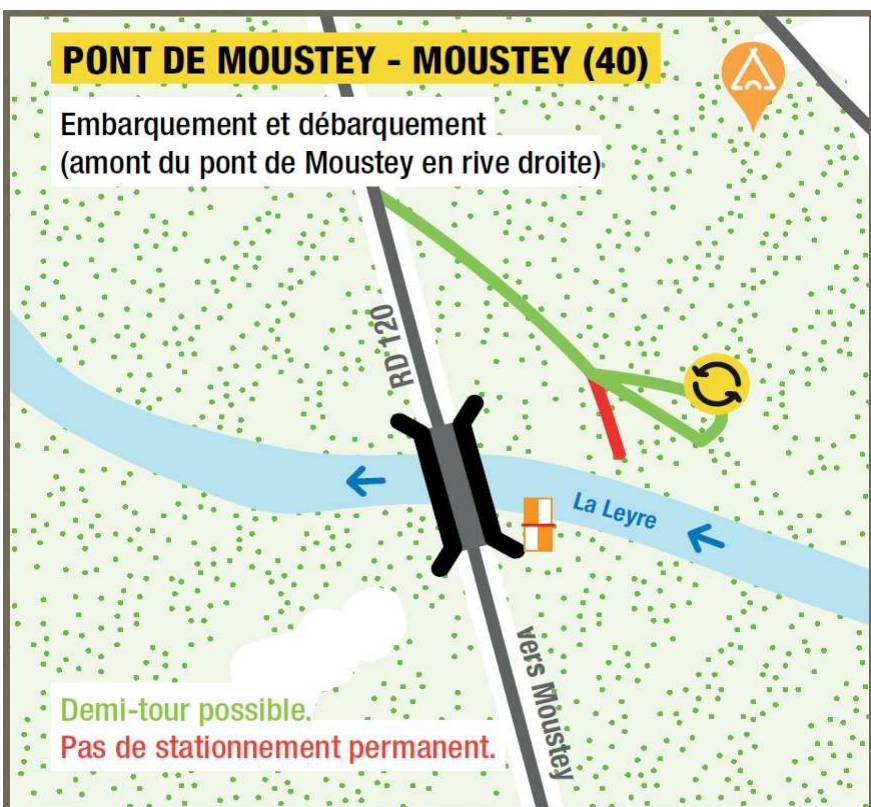 PONT DE MOUSTEY - MOUSTEY (40)
Embarquement et débarquement
(amont du pont de Moustey en rive droite)
RD 120
La Leyre
vers Moustey
Demi-tour possible.
Pas de stationnement permanent.